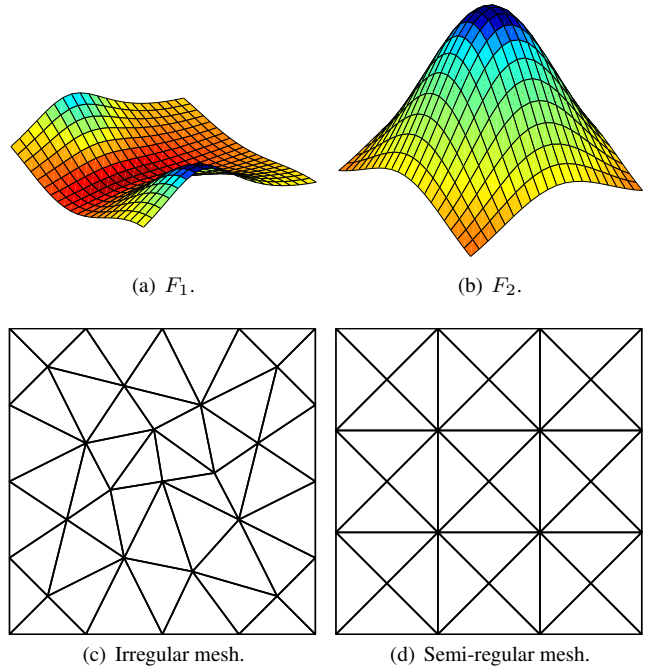 (a) F₁.
(b) F₂.
(c) Irregular mesh.
(d) Semi-regular mesh.